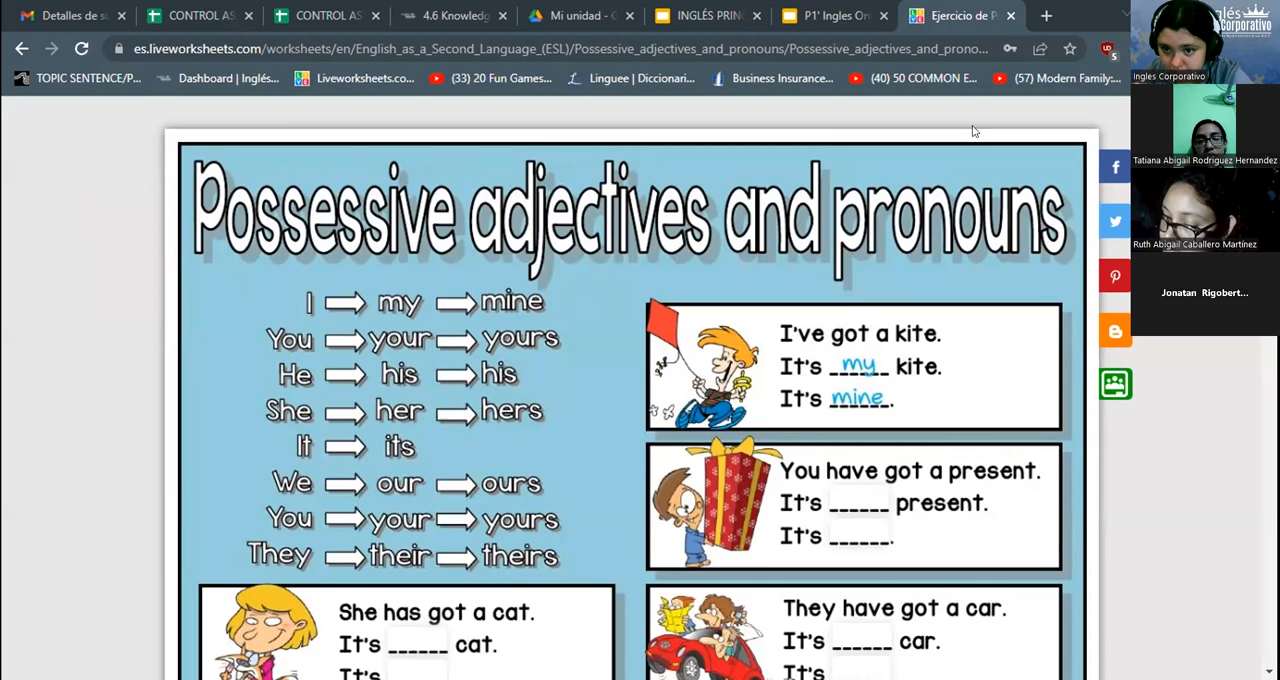 Detalles de su
CONTROL AS
CONTROL AS
4.6 Knowledg
Mi unidad - G
INGLÉS PRIN
P1' Ingles On
Ejercicio de P
es.liveworksheets.com/worksheets/en/English_as_a_Second_Language_(ESL)/Possessive_adjectives_and_pronouns/Possessive_adjectives_and_prono...
TOPIC SENTENCE/P...
Dashboard | Inglés...
Liveworksheets.co...
(33) 20 Fun Games...
Linguee | Diccionari...
Business Insurance...
(40) 50 COMMON E...
(57) Modern Family:...
5
glés
Corporativo
Ingles Corporativo
Tatiana Abigail Rodriguez Hernandez
Ruth Abigail Caballero Martínez
Jonatan Rigobert...
Possessive adjectives and pronouns
I my mine
You your yours
He his his
She her hers
It its
We our ours
You your yours
They their theirs
I've got a kite.
It's my kite.
It's mine.
You have got a present.
It's ______ present.
It's ______.
She has got a cat.
It's ______ cat.
It's
They have got a car.
It's ______ car.
It's